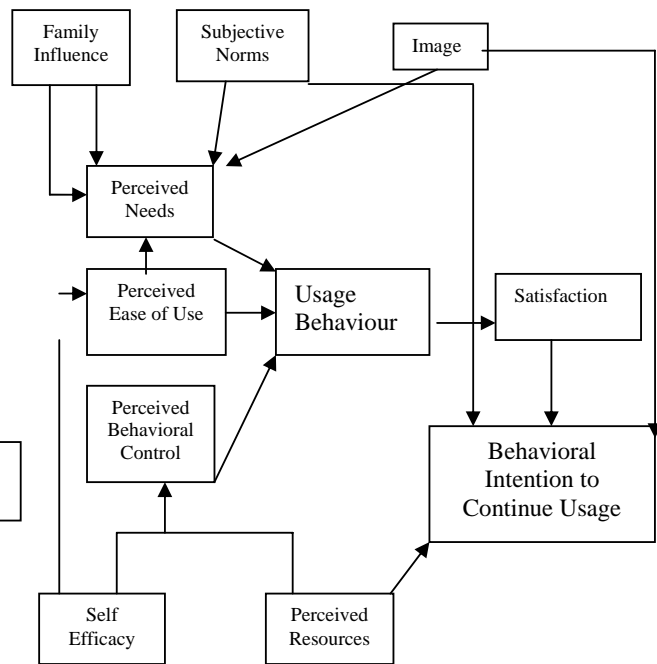 Family
Influence
Subjective
Norms
Image
Perceived
Needs
Perceived
Ease of Use
Usage
Behaviour
Satisfaction
Perceived
Behavioral
Control
Behavioral
Intention to
Continue Usage
Self
Efficacy
Perceived
Resources